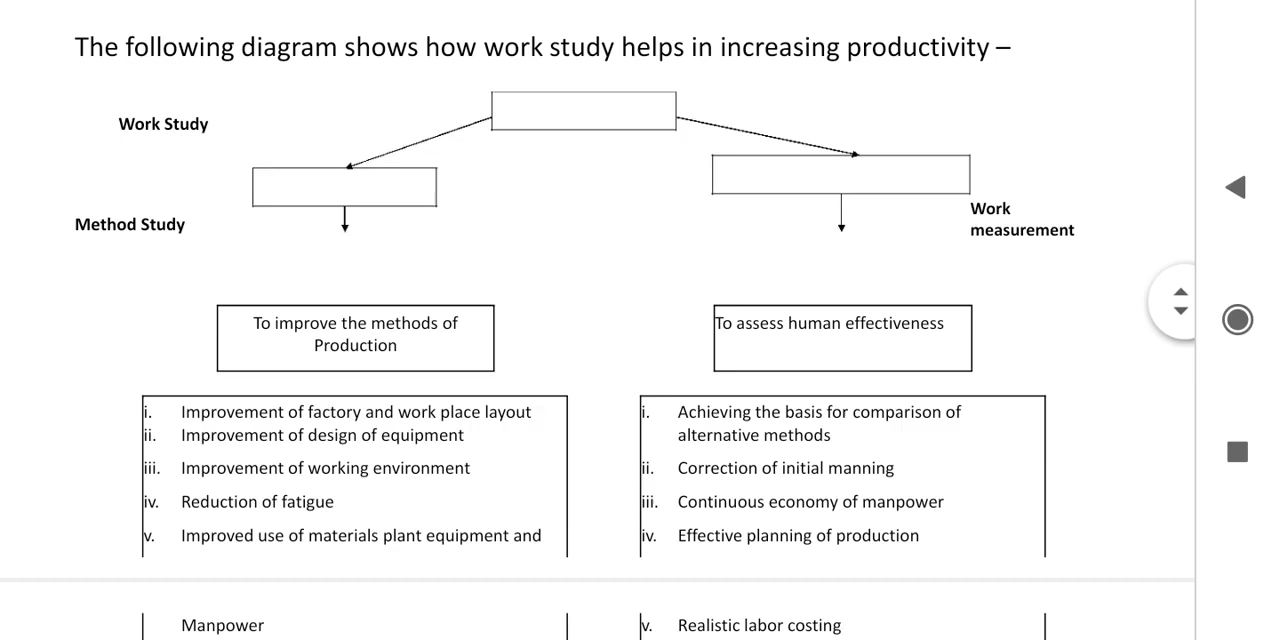 The following diagram shows how work study helps in increasing productivity –
Work Study
Method Study
Work
measurement
To improve the methods of
Production
To assess human effectiveness
i. Improvement of factory and work place layout
ii. Improvement of design of equipment
iii. Improvement of working environment
iv. Reduction of fatigue
v. Improved use of materials plant equipment and
Manpower
i. Achieving the basis for comparison of
alternative methods
ii. Correction of initial manning
iii. Continuous economy of manpower
iv. Effective planning of production
v. Realistic labor costing